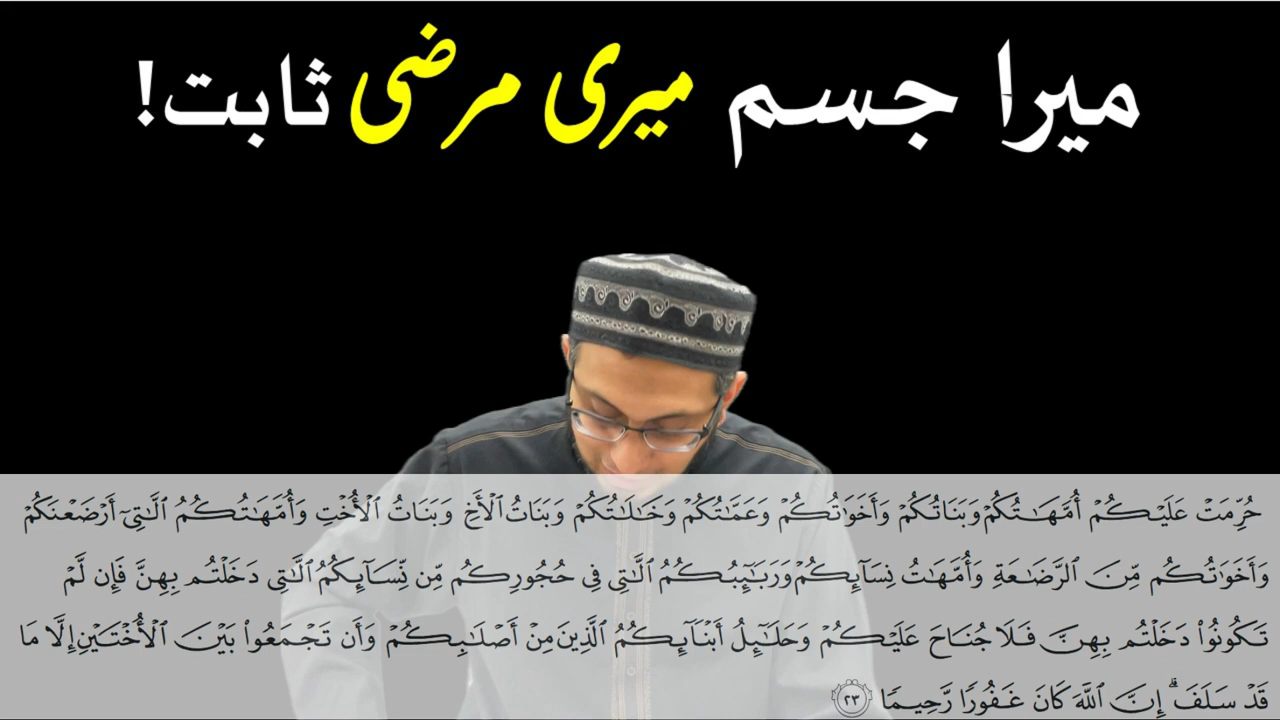 میرا جسم میری مرضی ثابت!
حُرِّمَتۡ عَلَيۡكُمۡ أُمَّهَـٰتُكُمۡ وَبَنَاتُكُمۡ وَأَخَوَٰتُكُمۡ وَعَمَّـٰتُكُمۡ وَخَـٰلَـٰتُكُمۡ وَبَنَاتُ ٱلۡأَخِ وَبَنَاتُ ٱلۡأُخۡتِ وَأُمَّهَـٰتُكُمُ ٱلَّـٰتِيٓ أَرۡضَعۡنَكُمۡ
وَأَخَوَٰتُكُم مِّنَ ٱلرَّضَـٰعَةِ وَأُمَّهَـٰتُ نِسَآئِكُمۡ وَرَبَـٰٓئِبُكُمُ ٱلَّـٰتِي فِي حُجُورِكُم مِّن نِّسَآئِكُمُ ٱلَّـٰتِي دَخَلۡتُم بِهِنَّ فَإِن لَّمۡ
تَكُونُواْ دَخَلۡتُم بِهِنَّ فَلَا جُنَاحَ عَلَيۡكُمۡ وَحَلَـٰٓئِلُ أَبۡنَآئِكُمُ ٱلَّذِينَ مِنۡ أَصۡلَـٰبِكُمۡ وَأَن تَجۡمَعُواْ بَيۡنَ ٱلۡأُخۡتَيۡنِ إِلَّا مَا
قَدۡ سَلَفَۗ إِنَّ ٱللَّهَ كَانَ غَفُورٗا رَّحِيمٗا ٢٣